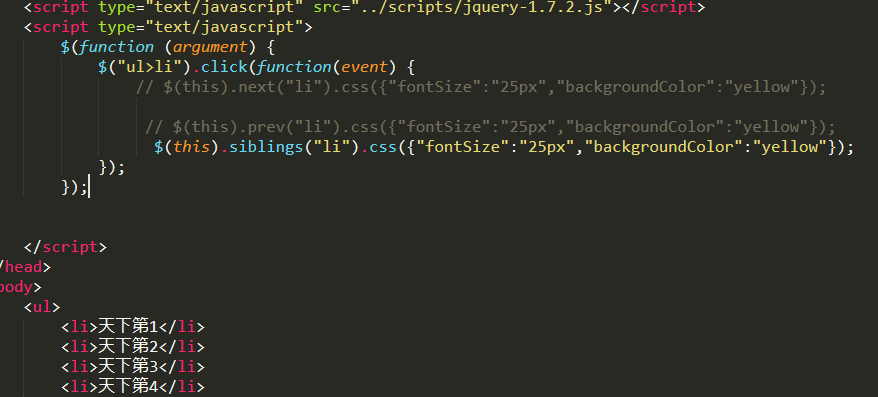 <script type="text/javascript" src="../scripts/jquery-1.7.2.js"></script>
<script type="text/javascript">
$(function (argument) {
$("ul>li").click(function(event) {
// $(this).next("li").css({"fontSize":"25px","backgroundColor":"yellow"});
// $(this).prev("li").css({"fontSize":"25px","backgroundColor":"yellow"});
$(this).siblings("li").css({"fontSize":"25px","backgroundColor":"yellow"});
});
});
</script>
/head>
body>
<ul>
<li>天下第1</li>
<li>天下第2</li>
<li>天下第3</li>
<li>天下第4</li>